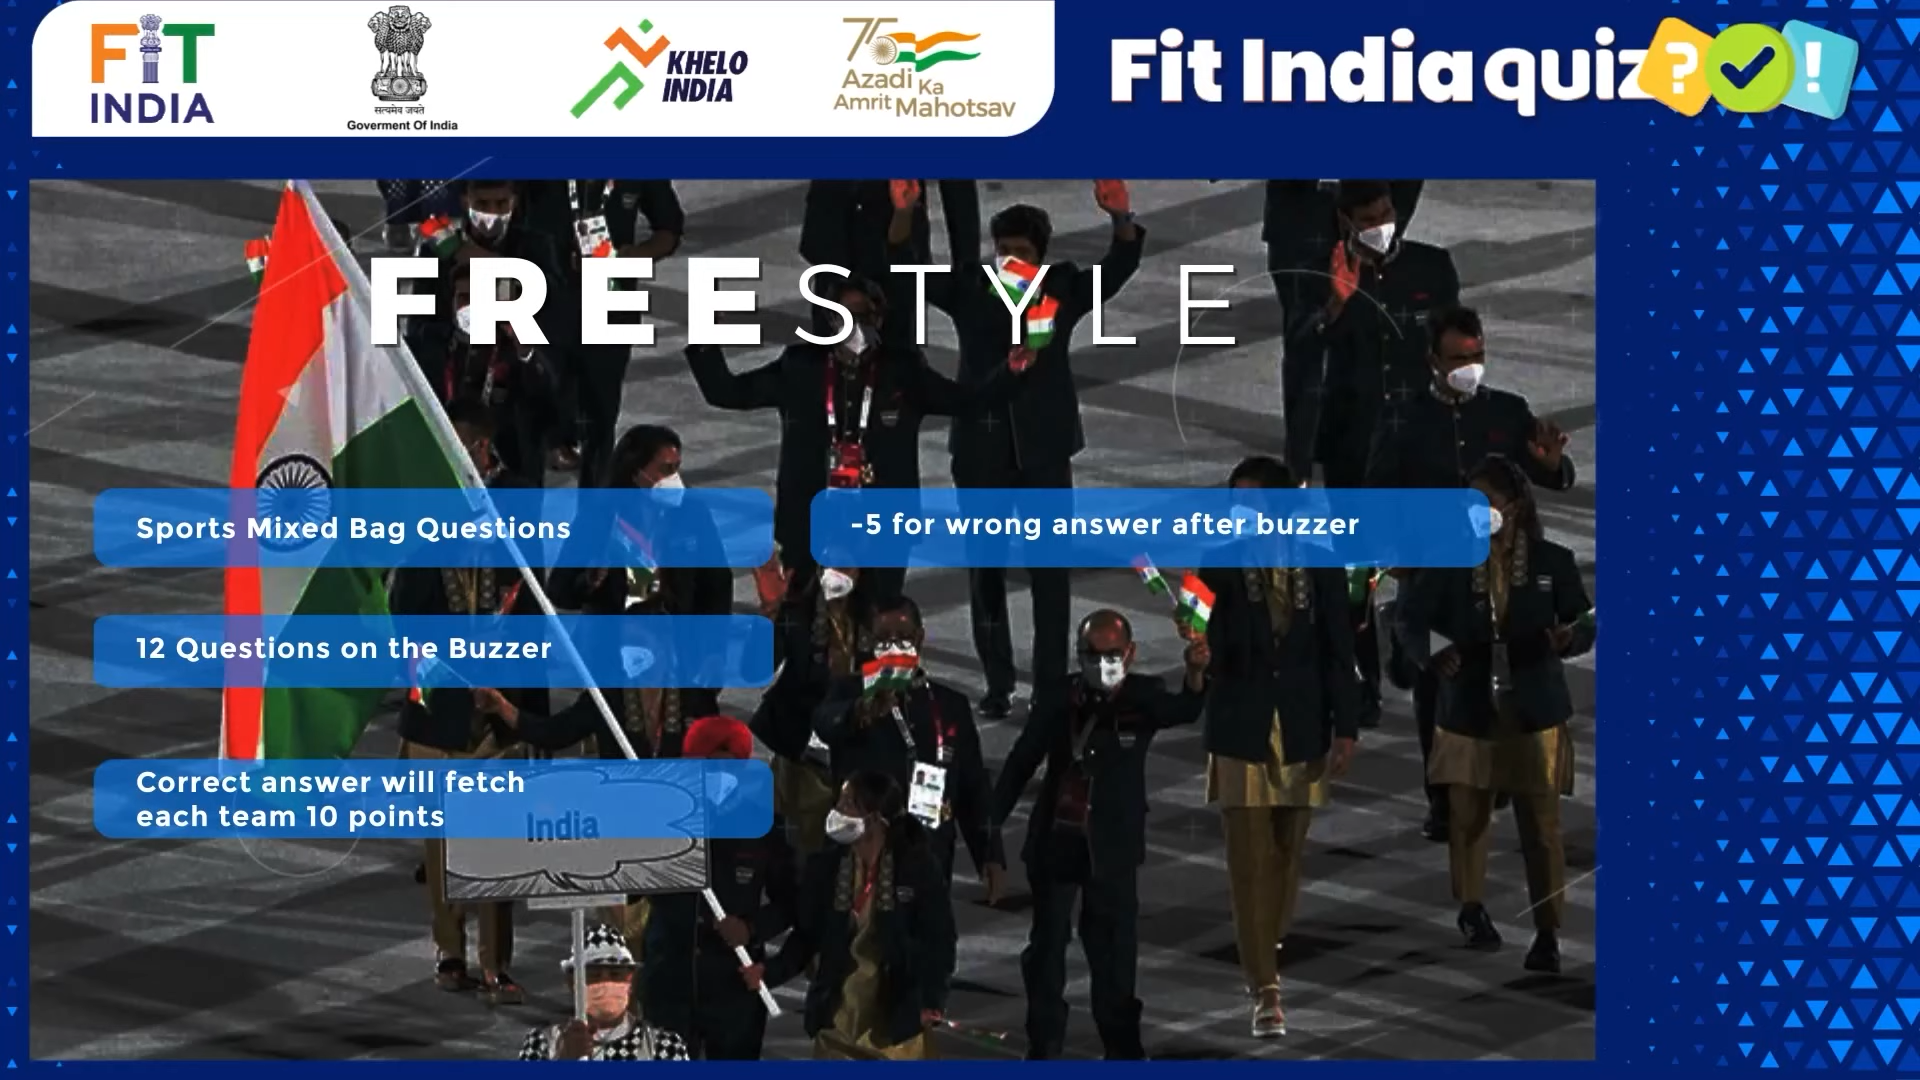 FIT
INDIA
सत्यमेव जयते
Goverment Of India
KHELO
INDIA
75
Azadi Ka
Amrit Mahotsav
Fit India quiz?!
FREESTYLE
Sports Mixed Bag Questions
-5 for wrong answer after buzzer
12 Questions on the Buzzer
Correct answer will fetch
each team 10 points
India